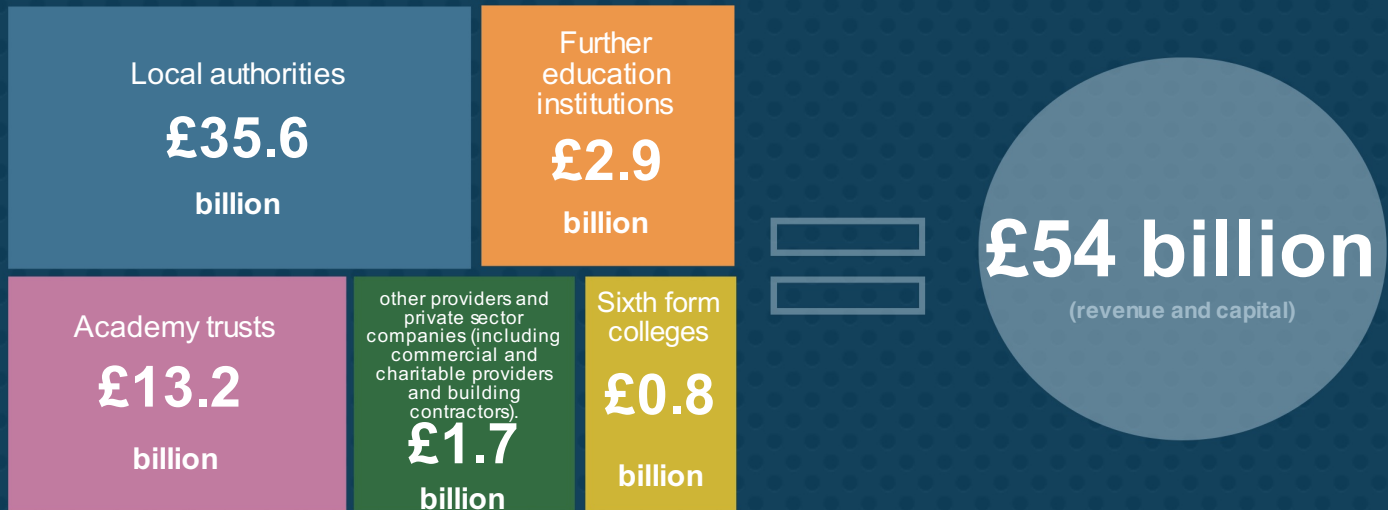 Local authorities
£35.6
billion
Further
education
institutions
£2.9
billion
Academy trusts
£13.2
billion
other providers and
private sector
companies (including
commercial and
charitable providers
and building
contractors).
£1.7
billion
Sixth form
colleges
£0.8
billion
£54 billion
(revenue and capital)